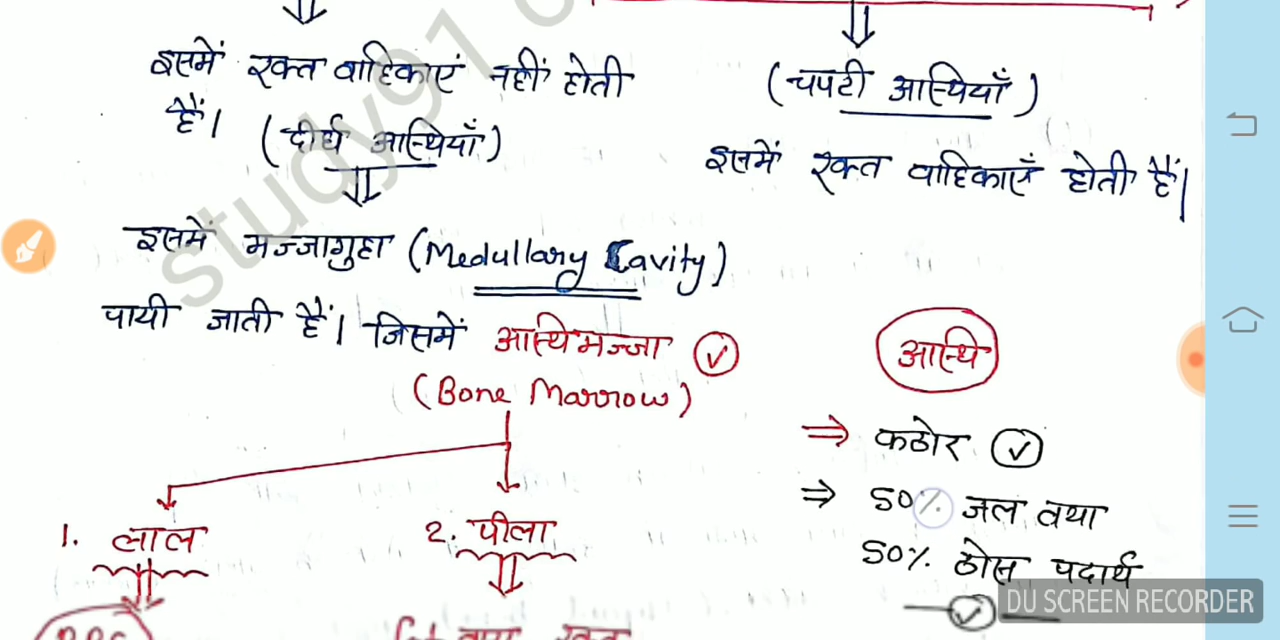 इसमें रक्त वाहिकाएं नहीं होती
हैं। (दीर्घ अस्थियाँ)
(चपटी अस्थियाँ)
इसमें रक्त वाहिकाएँ होती हैं।
इसमें मज्जागुहा (Medullary Cavity)
पायी जाती हैं। जिसमें अस्थिमज्जा
(Bone Marrow)
1. लाल
2. पीला
अस्थि
⇒ कठोर
⇒ 50% जल तथा
50% ठोस पदार्थ
study91
DU SCREEN RECORDER